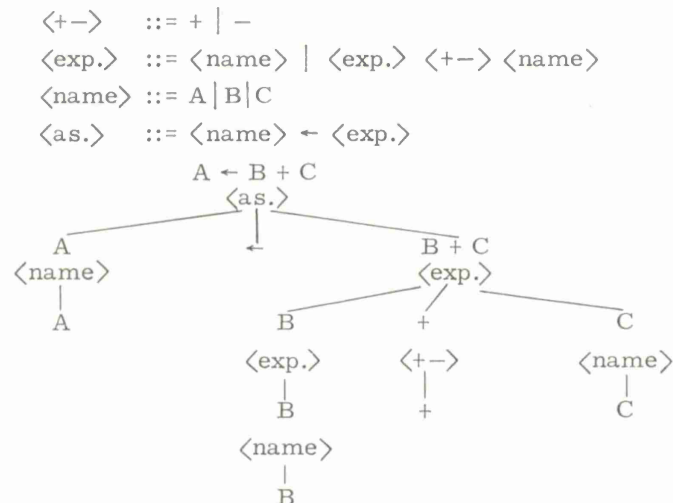 ⟨+−⟩ ::= + | −
⟨exp.⟩ ::= ⟨name⟩ | ⟨exp.⟩ ⟨+−⟩ ⟨name⟩
⟨name⟩ ::= A|B|C
⟨as.⟩ ::= ⟨name⟩ ← ⟨exp.⟩
A ← B + C
⟨as.⟩
A ← B + C
⟨name⟩ ⟨exp.⟩
A B + C
⟨exp.⟩ ⟨+−⟩ ⟨name⟩
B + C
⟨name⟩
B